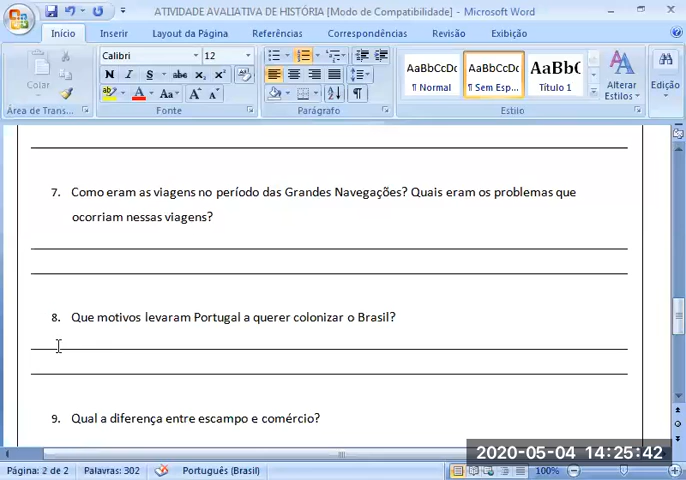 ATIVIDADE AVALIATIVA DE HISTÓRIA [Modo de Compatibilidade] - Microsoft Word
Início Inserir Layout da Página Referências Correspondências Revisão Exibição
Calibri 12
AaBbCcDc AaBbCcDc AaBbC
Colar N I S abe x₂ x² Aa
¶ Normal ¶ Sem Esp... Título 1 Alterar Estilos Edição
Área de Trans... Fonte Parágrafo Estilo
7. Como eram as viagens no período das Grandes Navegações? Quais eram os problemas que
ocorriam nessas viagens?
8. Que motivos levaram Portugal a querer colonizar o Brasil?
9. Qual a diferença entre escampo e comércio?
2020-05-04 14:25:42
Página: 2 de 2 Palavras: 302 Português (Brasil) 100%